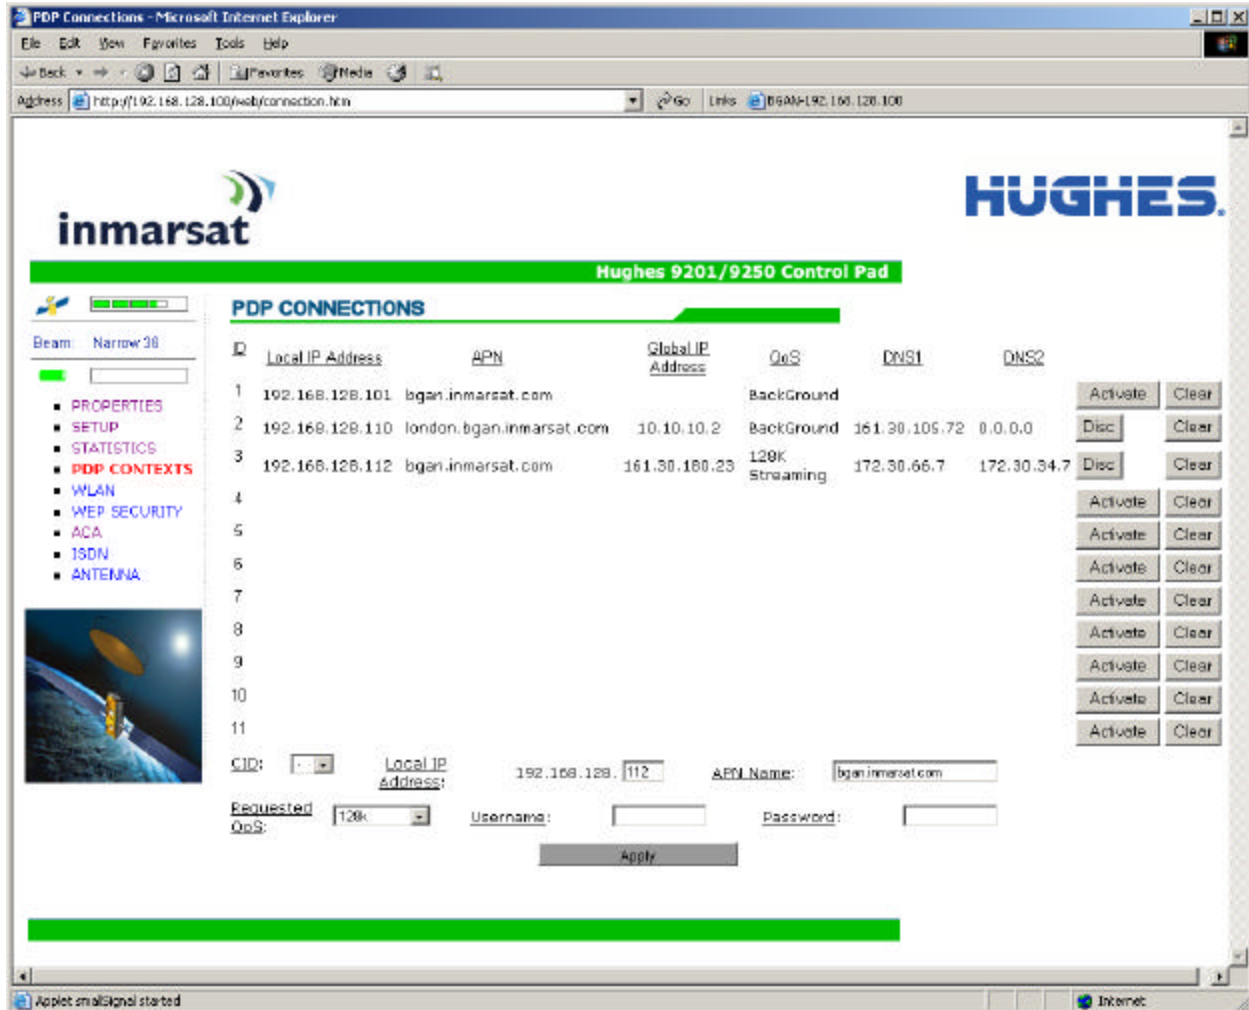 PDP Connections - Microsoft Internet Explorer
File Edit View Favorites Tools Help
Back Favorites Media
Address http://192.168.128.100/web/connection.htm Go Links BGAN-192.168.128.100
inmarsat
HUGHES.
Hughes 9201/9250 Control Pad
PDP CONNECTIONS
Beam: Narrow 36
PROPERTIES
SETUP
STATISTICS
PDP CONTEXTS
WLAN
WEP SECURITY
ACA
ISDN
ANTENNA
ID Local IP Address APN Global IP Address QoS DNS1 DNS2
1 192.168.128.101 bgan.inmarsat.com BackGround Activate Clear
2 192.168.128.110 london.bgan.inmarsat.com 10.10.10.2 BackGround 161.30.105.72 0.0.0.0 Disc Clear
3 192.168.128.112 bgan.inmarsat.com 161.30.180.23 128K Streaming 172.30.66.7 172.30.34.7 Disc Clear
4 Activate Clear
5 Activate Clear
6 Activate Clear
7 Activate Clear
8 Activate Clear
9 Activate Clear
10 Activate Clear
11 Activate Clear
CID: - - Local IP Address: 192.168.128. 112 APN Name: bgan.inmarsat.com
Requested QoS: 128k Username: Password:
Apply
Applet smallSignal started Internet